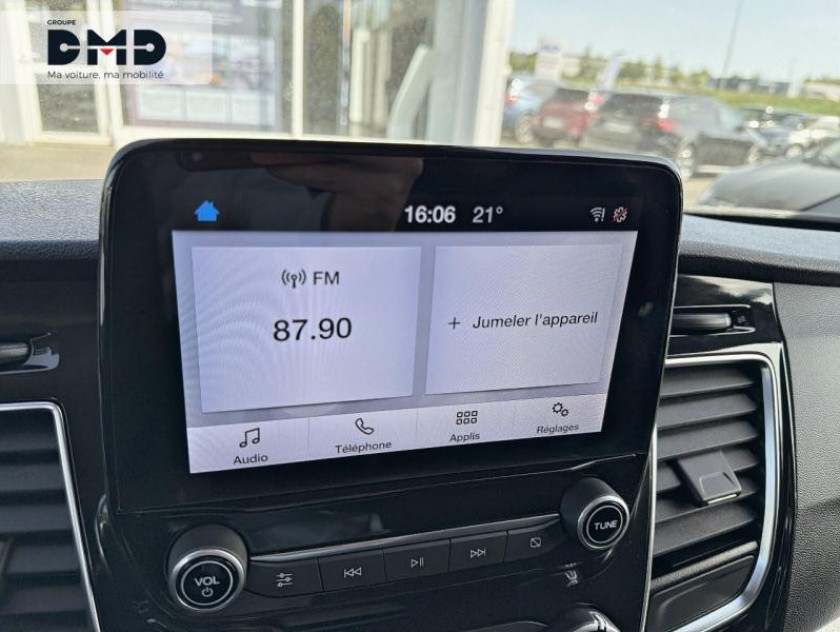 GROUPE
DMD
Ma voiture, ma mobilité
16:06 21°
FM
87.90
+ Jumeler l'appareil
Audio
Téléphone
Applis
Réglages
VOL
TUNE